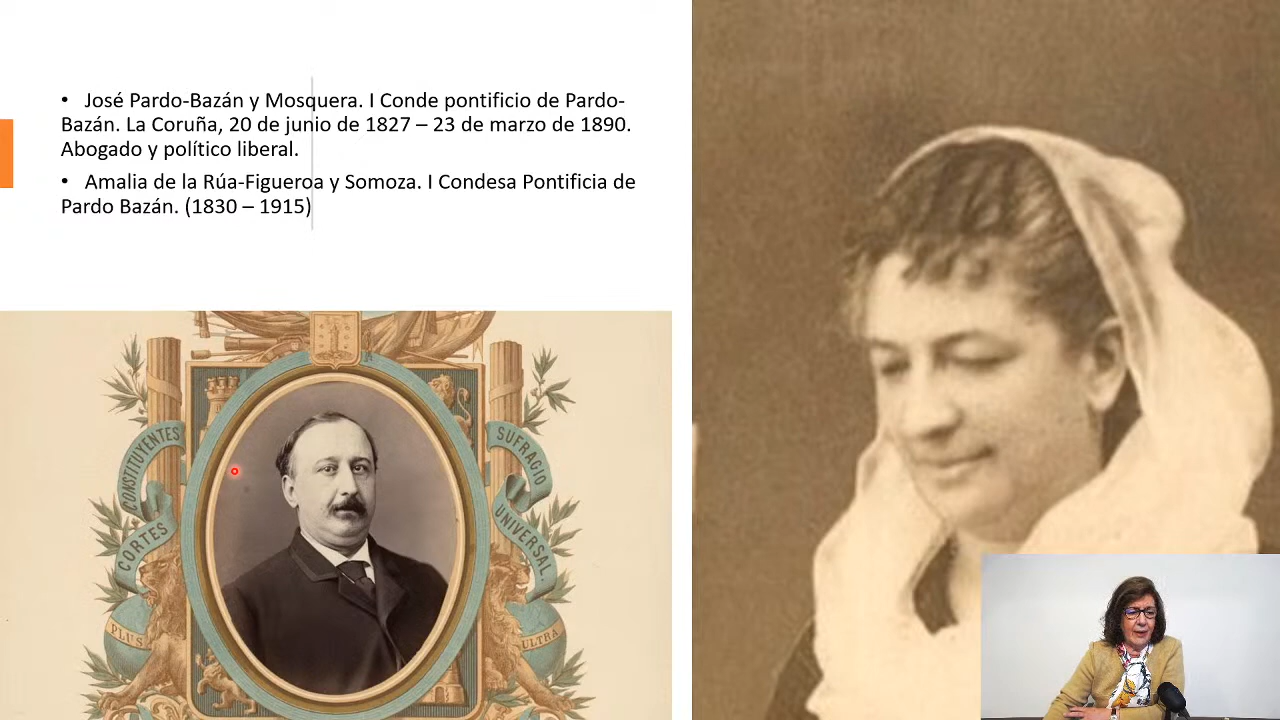 • José Pardo-Bazán y Mosquera. I Conde pontificio de Pardo-
Bazán. La Coruña, 20 de junio de 1827 – 23 de marzo de 1890.
Abogado y político liberal.
• Amalia de la Rúa-Figueroa y Somoza. I Condesa Pontificia de
Pardo Bazán. (1830 – 1915)
CORTES CONSTITUYENTES
SUFRAGIO UNIVERSAL.
PLUS
ULTRA